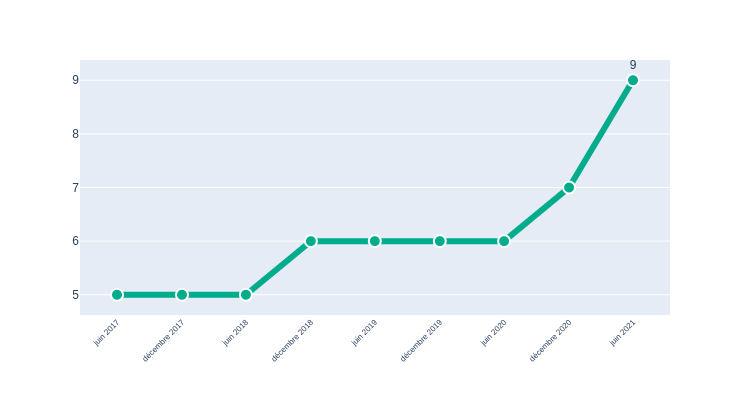 9
9
8
7
6
5
juin 2017
décembre 2017
juin 2018
décembre 2018
juin 2019
décembre 2019
juin 2020
décembre 2020
juin 2021